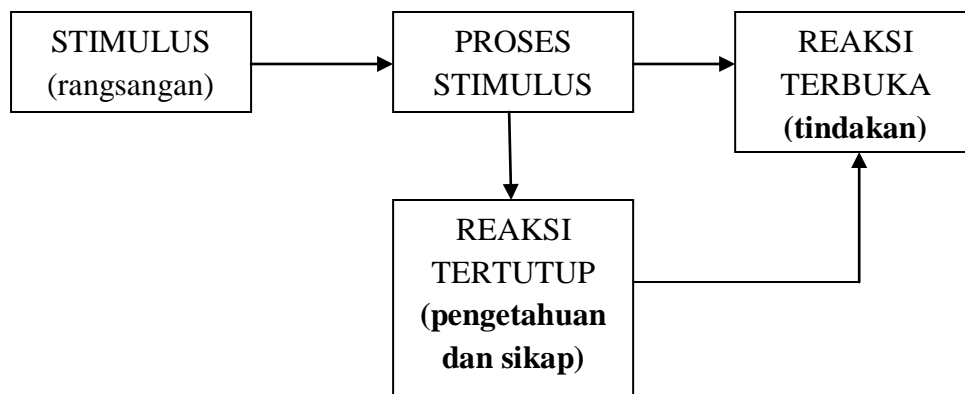 STIMULUS
(rangsangan)
PROSES
STIMULUS
REAKSI
TERBUKA
(tindakan)
REAKSI
TERTUTUP
(pengetahuan
dan sikap)